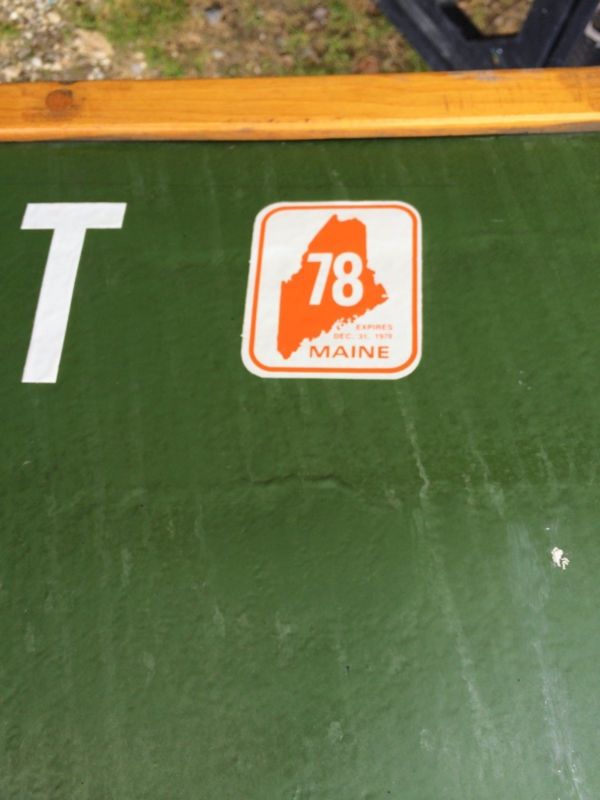 T
78
EXPIRES
DEC. 31, 1978
MAINE